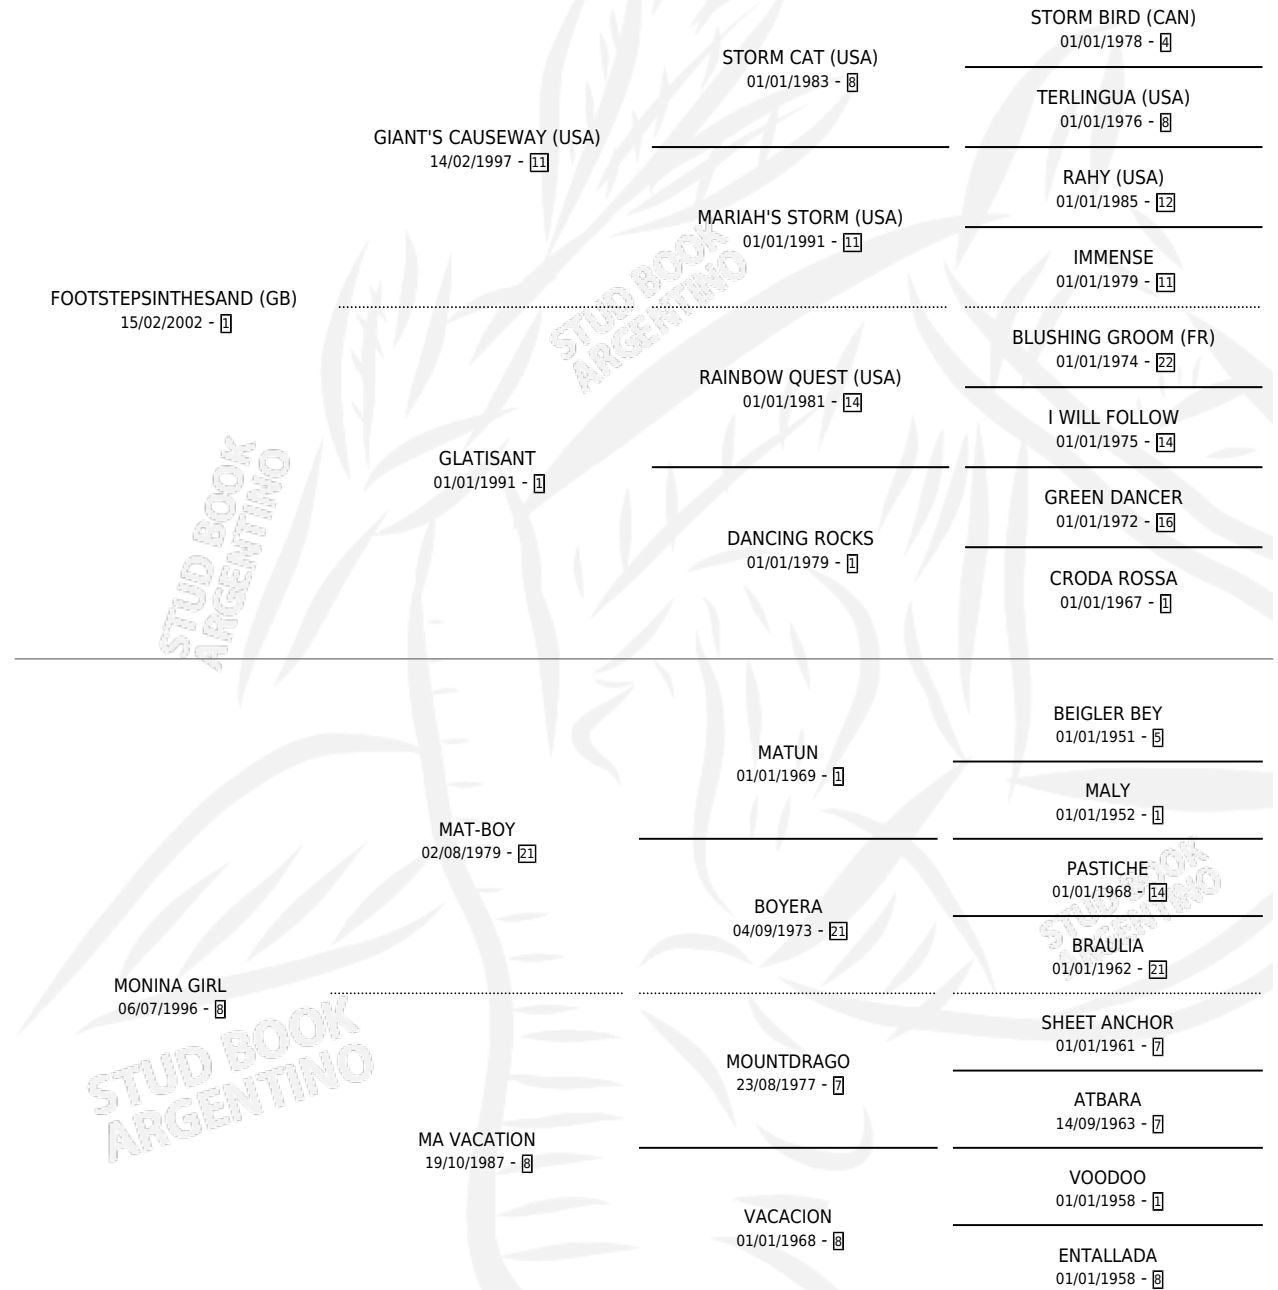 STORM BIRD (CAN)
01/01/1978 - 4
STORM CAT (USA)
01/01/1983 - 8
TERLINGUA (USA)
01/01/1976 - 8
GIANT'S CAUSEWAY (USA)
14/02/1997 - 11
RAHY (USA)
01/01/1985 - 12
MARIAH'S STORM (USA)
01/01/1991 - 11
IMMENSE
01/01/1979 - 11
FOOTSTEPSINTHESAND (GB)
15/02/2002 - 1
BLUSHING GROOM (FR)
01/01/1974 - 22
RAINBOW QUEST (USA)
01/01/1981 - 14
I WILL FOLLOW
01/01/1975 - 14
GLATISANT
01/01/1991 - 1
GREEN DANCER
01/01/1972 - 16
DANCING ROCKS
01/01/1979 - 1
CRODA ROSSA
01/01/1967 - 1
BEIGLER BEY
01/01/1951 - 5
MATUN
01/01/1969 - 1
MALY
01/01/1952 - 1
MAT-BOY
02/08/1979 - 21
PASTICHE
01/01/1968 - 14
BOYERA
04/09/1973 - 21
BRAULIA
01/01/1962 - 21
MONINA GIRL
06/07/1996 - 8
SHEET ANCHOR
01/01/1961 - 7
MOUNTDRAGO
23/08/1977 - 7
ATBARA
14/09/1963 - 7
MA VACATION
19/10/1987 - 8
VOODOO
01/01/1958 - 1
VACACION
01/01/1968 - 8
ENTALLADA
01/01/1958 - 8
STUD BOOK
ARGENTINO
STUD BOOK
ARGENTINO
STUD BOOK
ARGENTINO
STUD BOOK
ARGENTINO